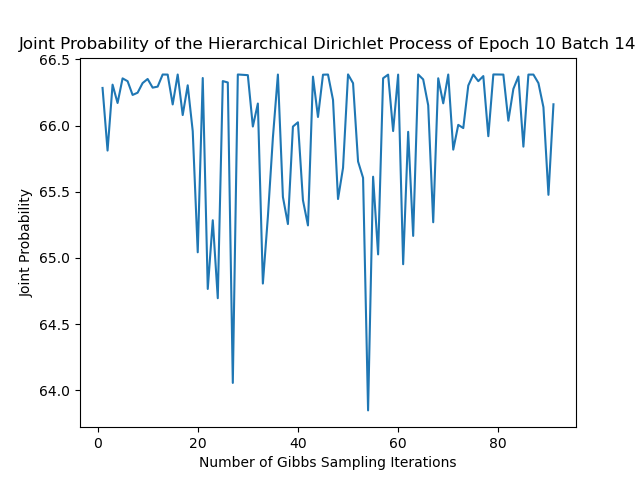 Joint Probability of the Hierarchical Dirichlet Process of Epoch 10 Batch 14
66.5
66.0
65.5
65.0
64.5
64.0
Joint Probability
0 20 40 60 80
Number of Gibbs Sampling Iterations